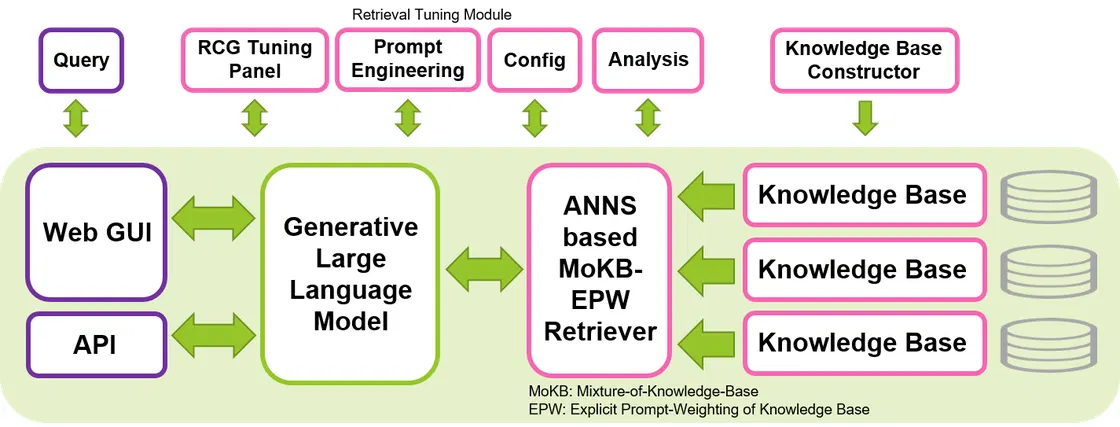 Retrieval Tuning Module
Query
RCG Tuning
Panel
Prompt
Engineering
Config
Analysis
Knowledge Base
Constructor
Web GUI
API
Generative
Large
Language
Model
ANNS
based
MoKB-
EPW
Retriever
Knowledge Base
Knowledge Base
Knowledge Base
MoKB: Mixture-of-Knowledge-Base
EPW: Explicit Prompt-Weighting of Knowledge Base